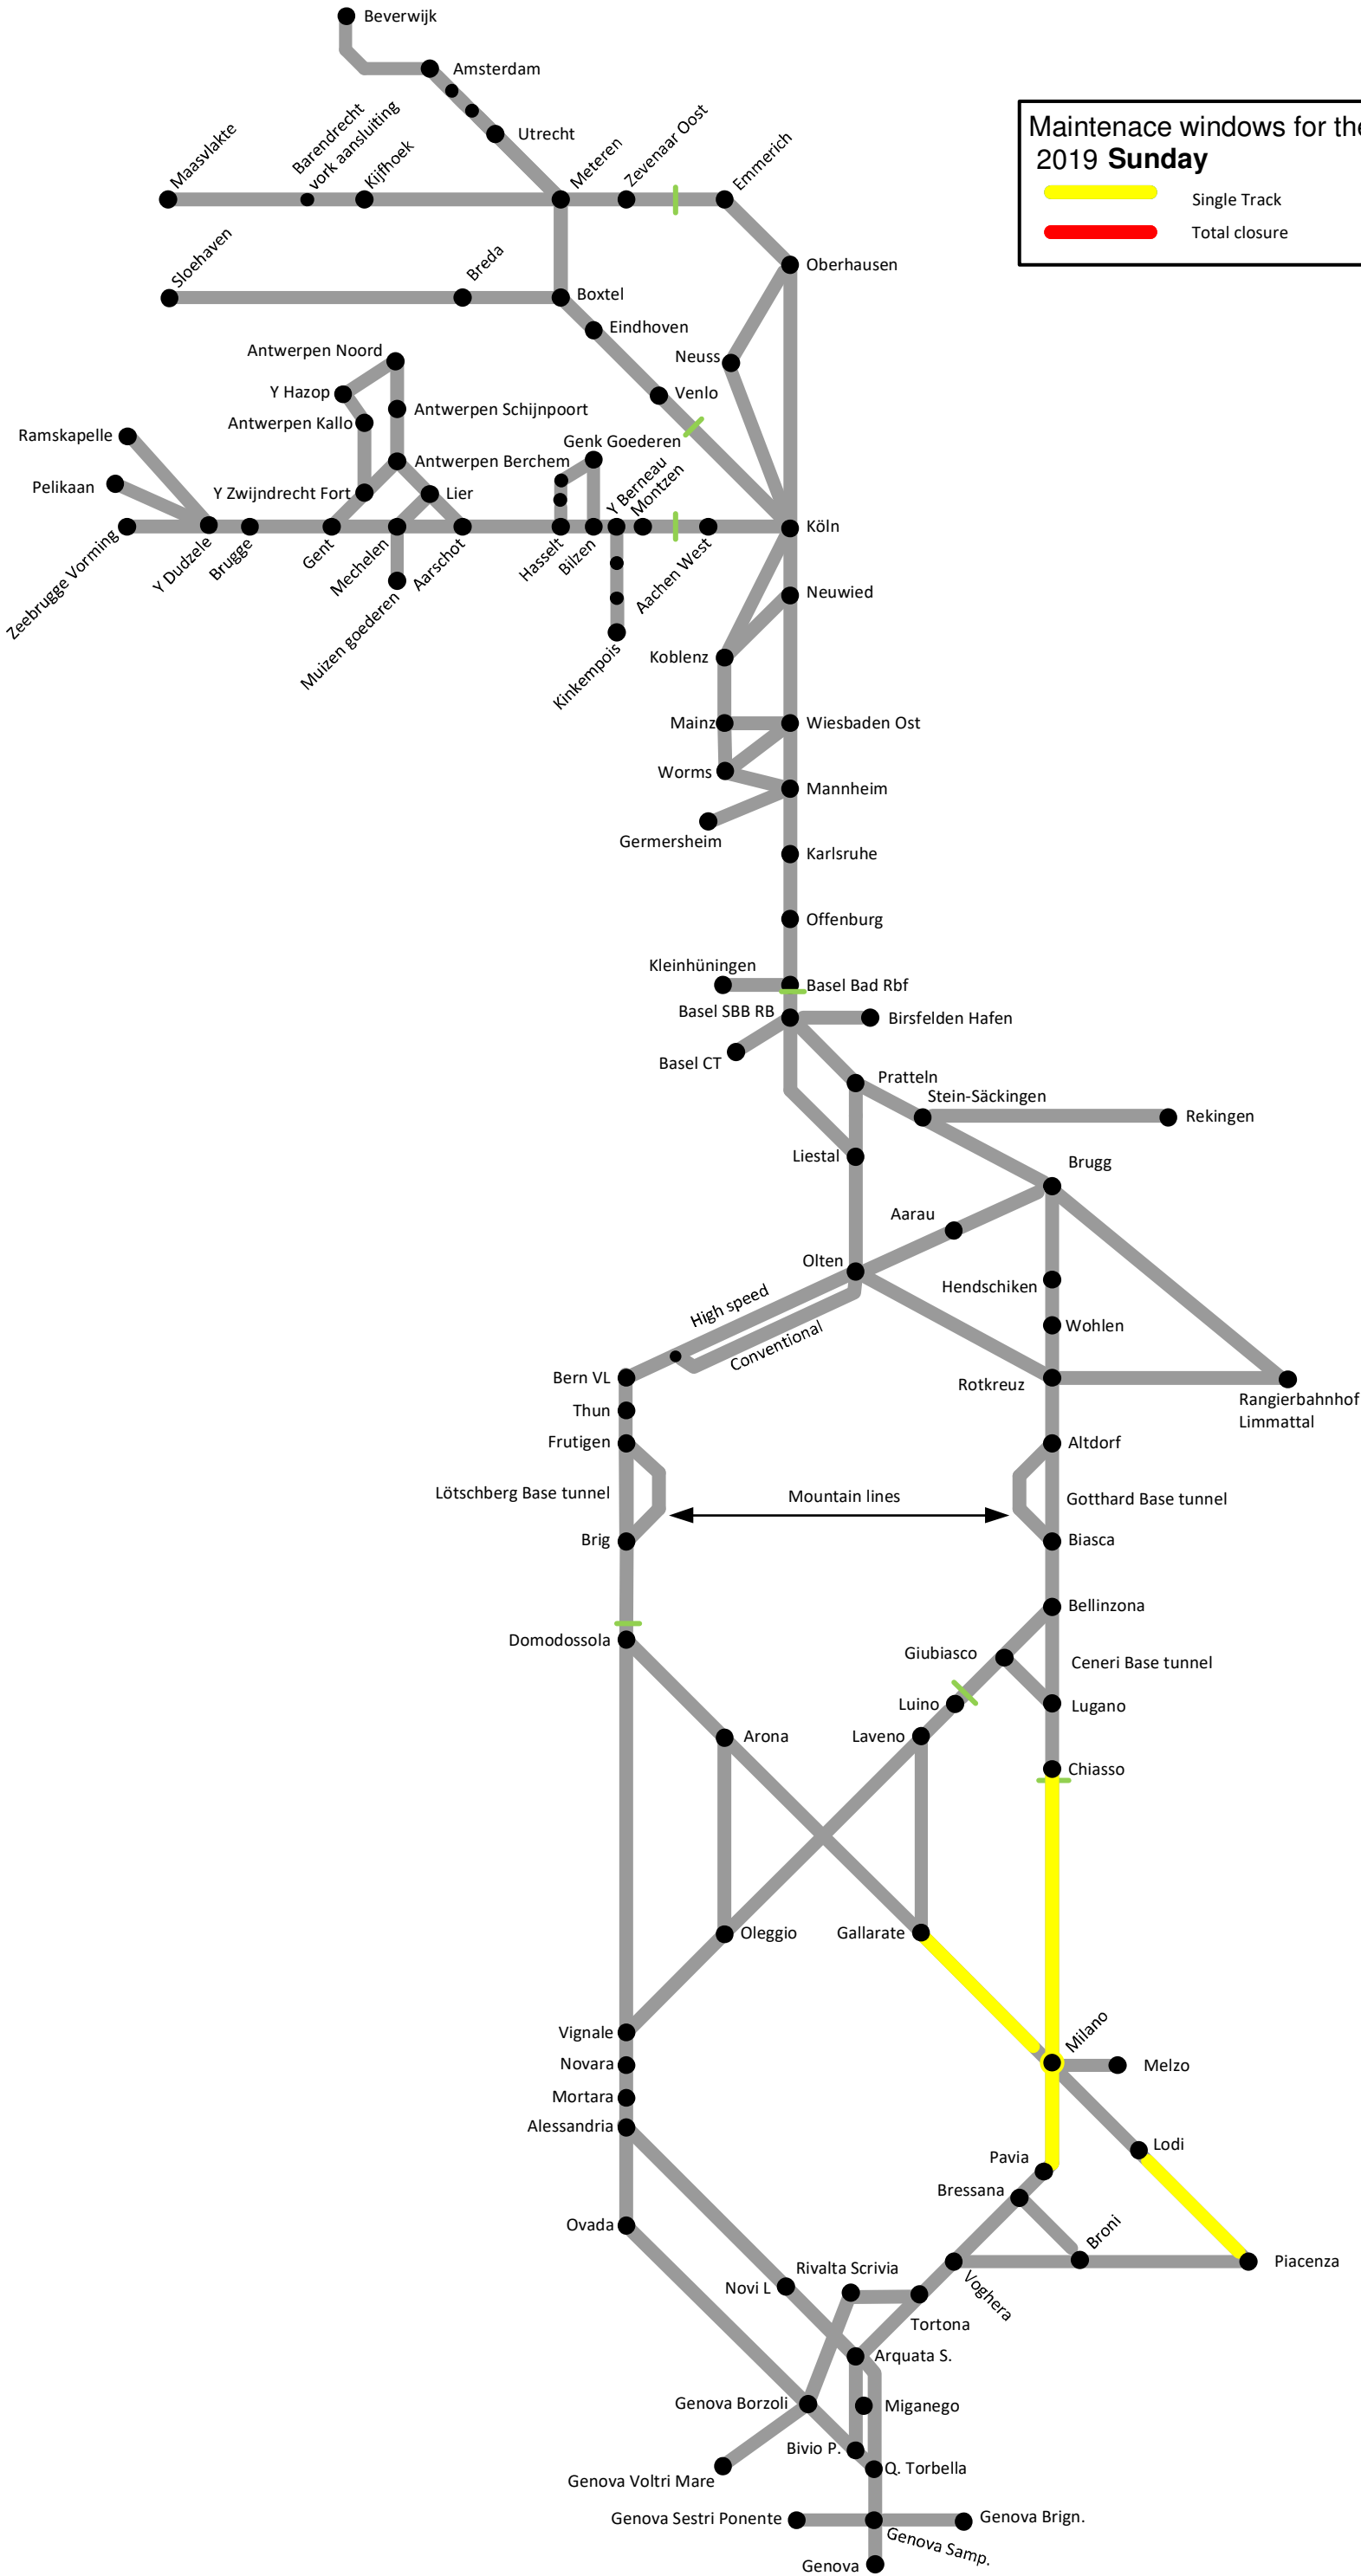 Beverwijk
Amsterdam
Utrecht
Maasvlakte
Barendrecht
vork aansluiting
Kijfhoek
Meteren
Zevenaar Oost
Emmerich
Maintenace windows for the
2019 Sunday
Single Track
Total closure
Oberhausen
Sloehaven
Breda
Boxtel
Eindhoven
Neuss
Venlo
Antwerpen Noord
Y Hazop
Antwerpen Schijnpoort
Antwerpen Kallo
Ramskapelle
Genk Goederen
Antwerpen Berchem
Pelikaan
Y Zwijndrecht Fort
Lier
Y Berneau
Montzen
Köln
Zeebrugge Vorming
Y Dudzele
Brugge
Gent
Mechelen
Aarschot
Hasselt
Bilzen
Aachen West
Muizen goederen
Kinkempois
Neuwied
Koblenz
Mainz
Wiesbaden Ost
Worms
Mannheim
Germersheim
Karlsruhe
Offenburg
Kleinhüningen
Basel Bad Rbf
Basel SBB RB
Birsfelden Hafen
Basel CT
Pratteln
Stein-Säckingen
Rekingen
Liestal
Brugg
Aarau
Olten
Hendschiken
High speed
Conventional
Wohlen
Bern VL
Rotkreuz
Rangierbahnhof
Limmattal
Thun
Frutigen
Altdorf
Lötschberg Base tunnel
Mountain lines
Gotthard Base tunnel
Brig
Biasca
Bellinzona
Domodossola
Giubiasco
Ceneri Base tunnel
Luino
Lugano
Arona
Laveno
Chiasso
Oleggio
Gallarate
Vignale
Milano
Novara
Melzo
Mortara
Alessandria
Lodi
Pavia
Bressana
Ovada
Broni
Rivalta Scrivia
Piacenza
Novi L
Voghera
Tortona
Arquata S.
Genova Borzoli
Miganego
Bivio P.
Q. Torbella
Genova Voltri Mare
Genova Sestri Ponente
Genova Brign.
Genova Samp.
Genova